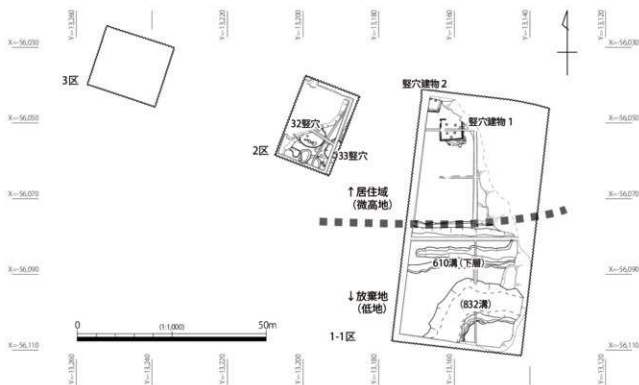 Y=-13,260
Y=-13,240
Y=-13,220
Y=-13,200
Y=-13,180
Y=-13,160
Y=-13,140
Y=-13,120
X=-56,030
X=-56,030
3区
竪穴建物 2
X=-56,050
32竪穴
竪穴建物 1
X=-56,050
2区
33竪穴
X=-56,070
↑居住域
(微高地)
X=-56,070
X=-56,090
610溝(下層)
X=-56,090
↓放棄地
(低地)
(832溝)
0
(1:1,000)
50m
1-1区
X=-56,110
X=-56,110
Y=-13,260
Y=-13,240
Y=-13,220
Y=-13,200
Y=-13,180
Y=-13,160
Y=-13,140
Y=-13,120